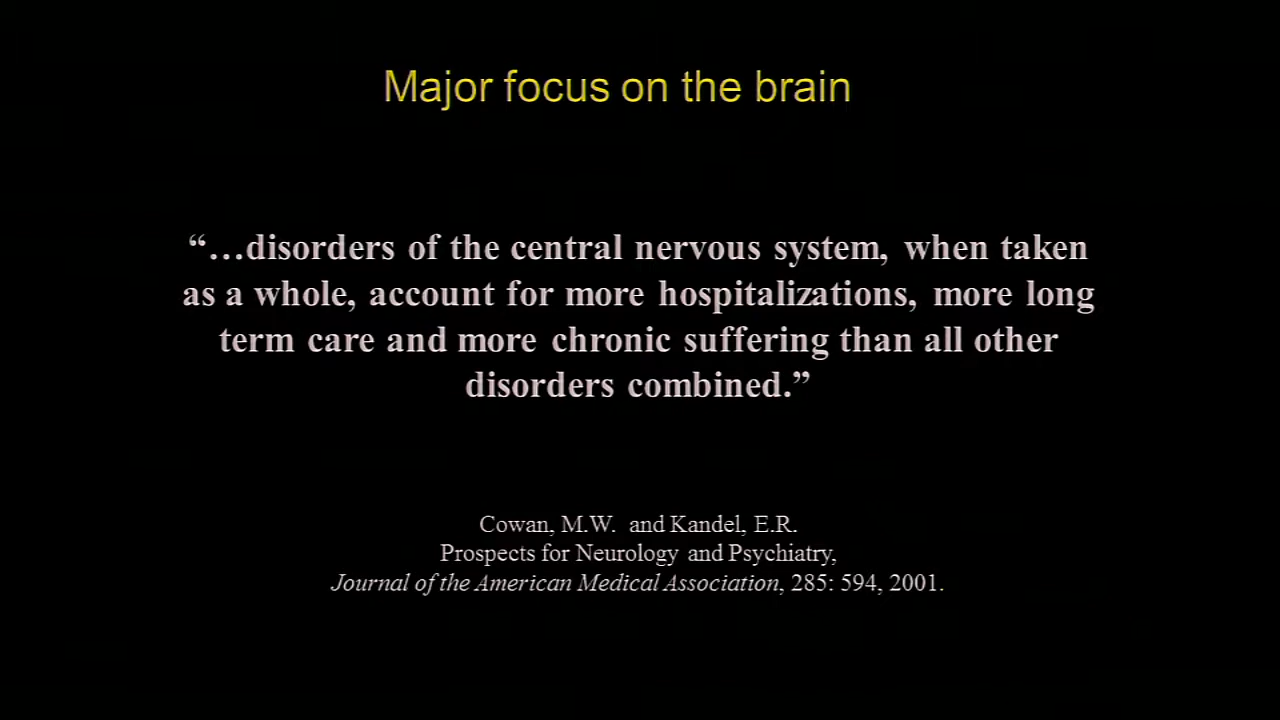 Major focus on the brain
“…disorders of the central nervous system, when taken
as a whole, account for more hospitalizations, more long
term care and more chronic suffering than all other
disorders combined.”
Cowan, M.W. and Kandel, E.R.
Prospects for Neurology and Psychiatry,
Journal of the American Medical Association, 285: 594, 2001.